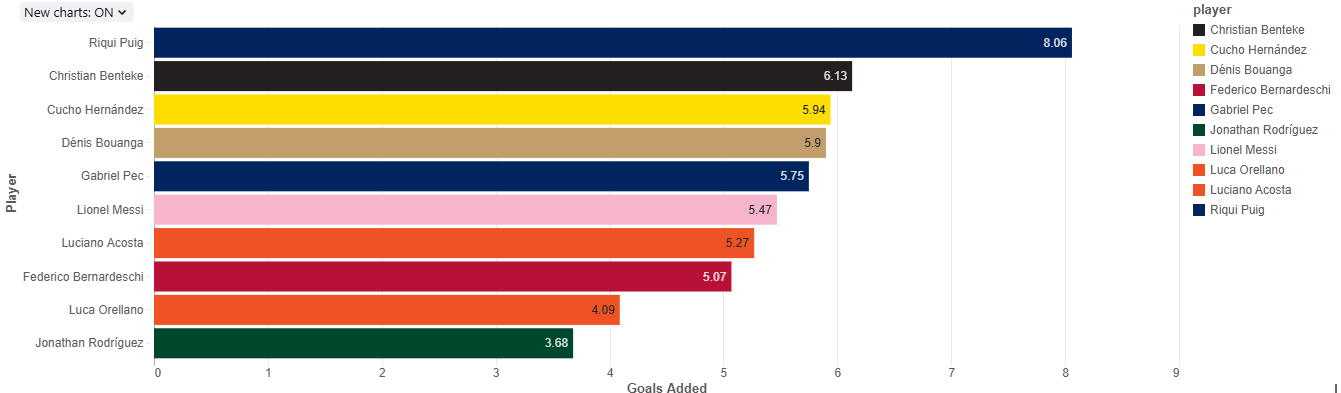 New charts: ON
player
Christian Benteke
Cucho Hernández
Dénis Bouanga
Federico Bernardeschi
Gabriel Pec
Jonathan Rodríguez
Lionel Messi
Luca Orellano
Luciano Acosta
Riqui Puig
Player
Riqui Puig 8.06
Christian Benteke 6.13
Cucho Hernández 5.94
Dénis Bouanga 5.9
Gabriel Pec 5.75
Lionel Messi 5.47
Luciano Acosta 5.27
Federico Bernardeschi 5.07
Luca Orellano 4.09
Jonathan Rodríguez 3.68
0 1 2 3 4 5 6 7 8 9
Goals Added